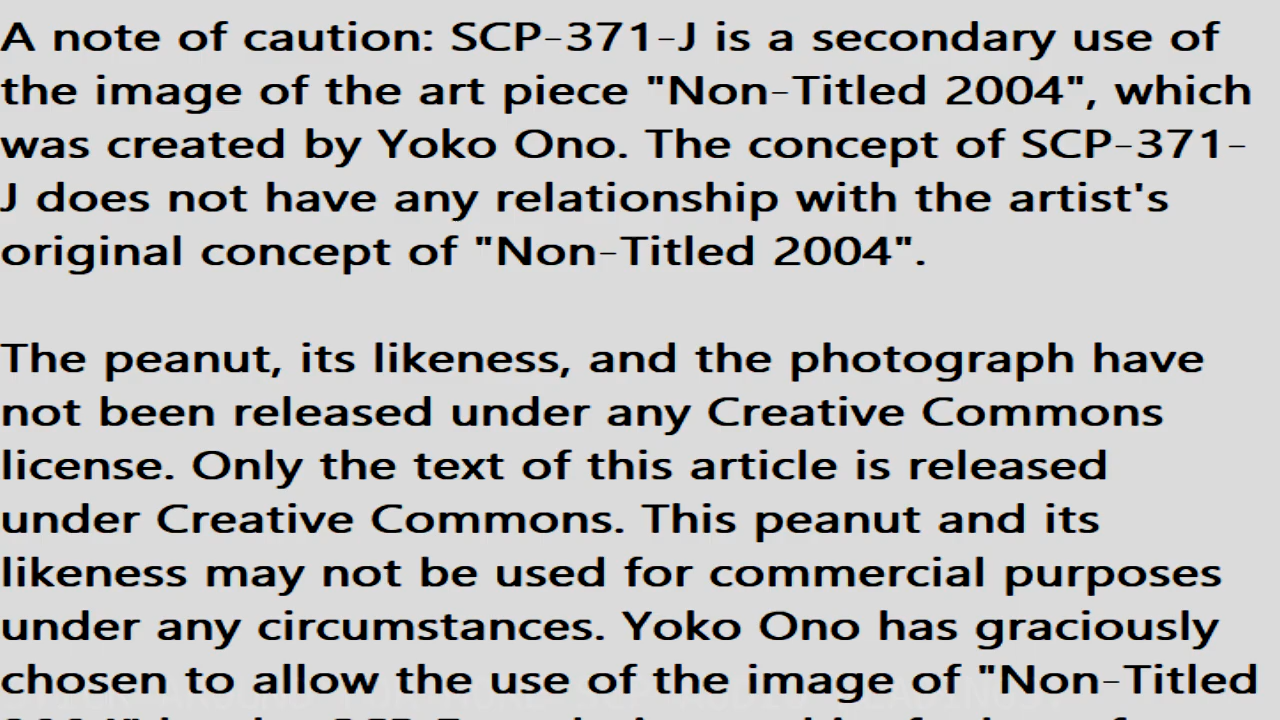 A note of caution: SCP-371-J is a secondary use of
the image of the art piece "Non-Titled 2004", which
was created by Yoko Ono. The concept of SCP-371-
J does not have any relationship with the artist's
original concept of "Non-Titled 2004".
The peanut, its likeness, and the photograph have
not been released under any Creative Commons
license. Only the text of this article is released
under Creative Commons. This peanut and its
likeness may not be used for commercial purposes
under any circumstances. Yoko Ono has graciously
chosen to allow the use of the image of "Non-Titled